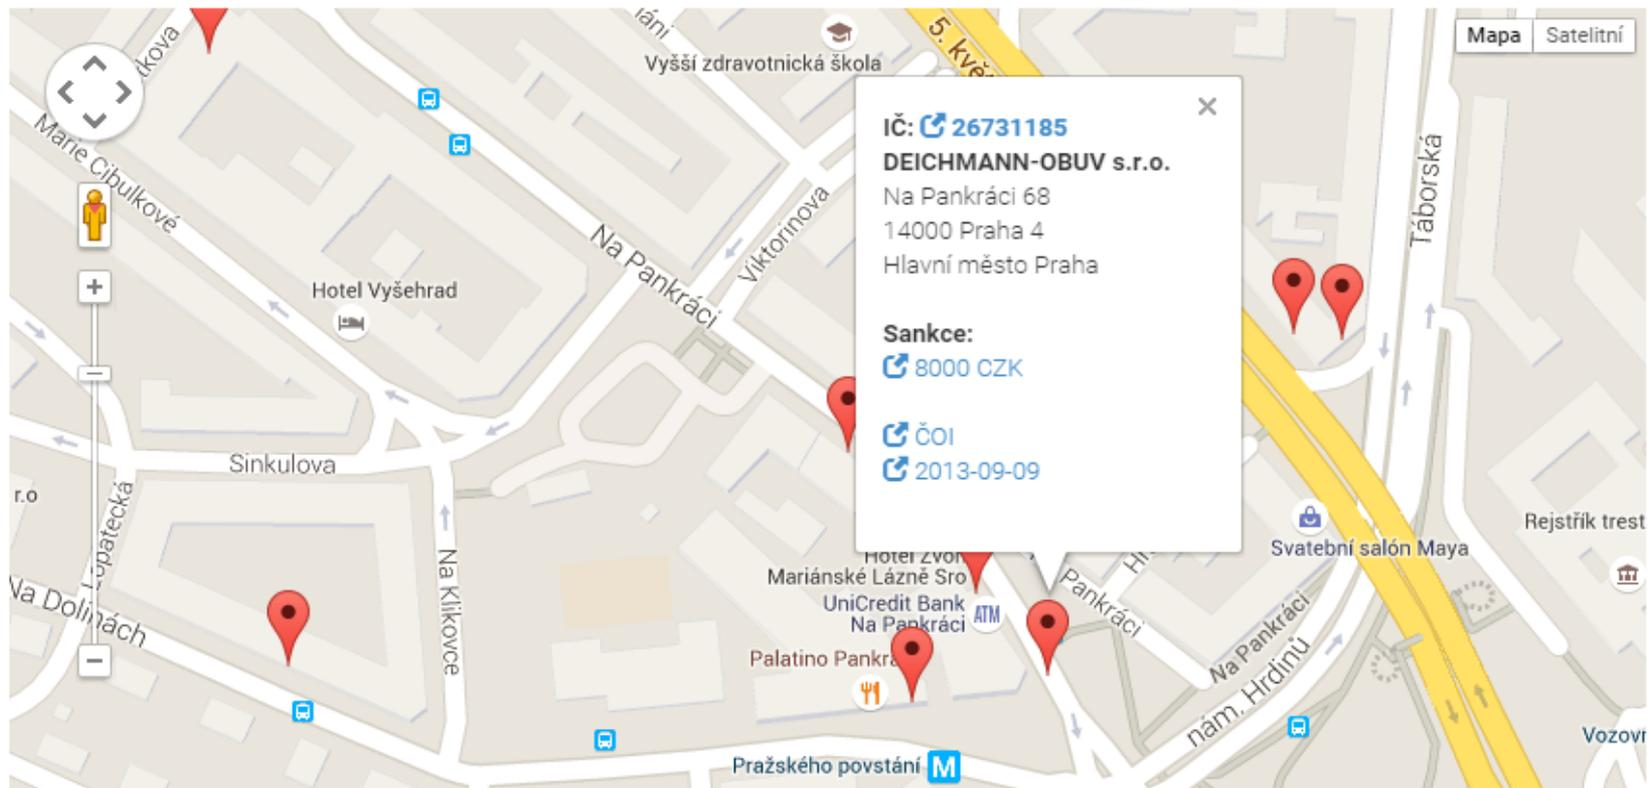 Mapa
Satelitní
5. kvě
Vyšší zdravotnická škola
IČ: 26731185
DEICHMANN-OBUV s.r.o.
Na Pankráci 68
14000 Praha 4
Hlavní město Praha
Sankce:
8000 CZK
ČOI
2013-09-09
Marie Cibulkové
Viktorinova
Na Pankráci
Táborská
Hotel Vyšehrad
Sinkulova
r.o
Lopatecká
Na Klikovce
Na Dolinách
Hotel Zvon
Mariánské Lázně Sro
UniCredit Bank
Na Pankráci
ATM
Palatino Pankrá
Pankráci
Na Pankráci
nám. Hrdinů
Svatební salón Maya
Rejstřík trest
Vozovn
Pražského povstání M